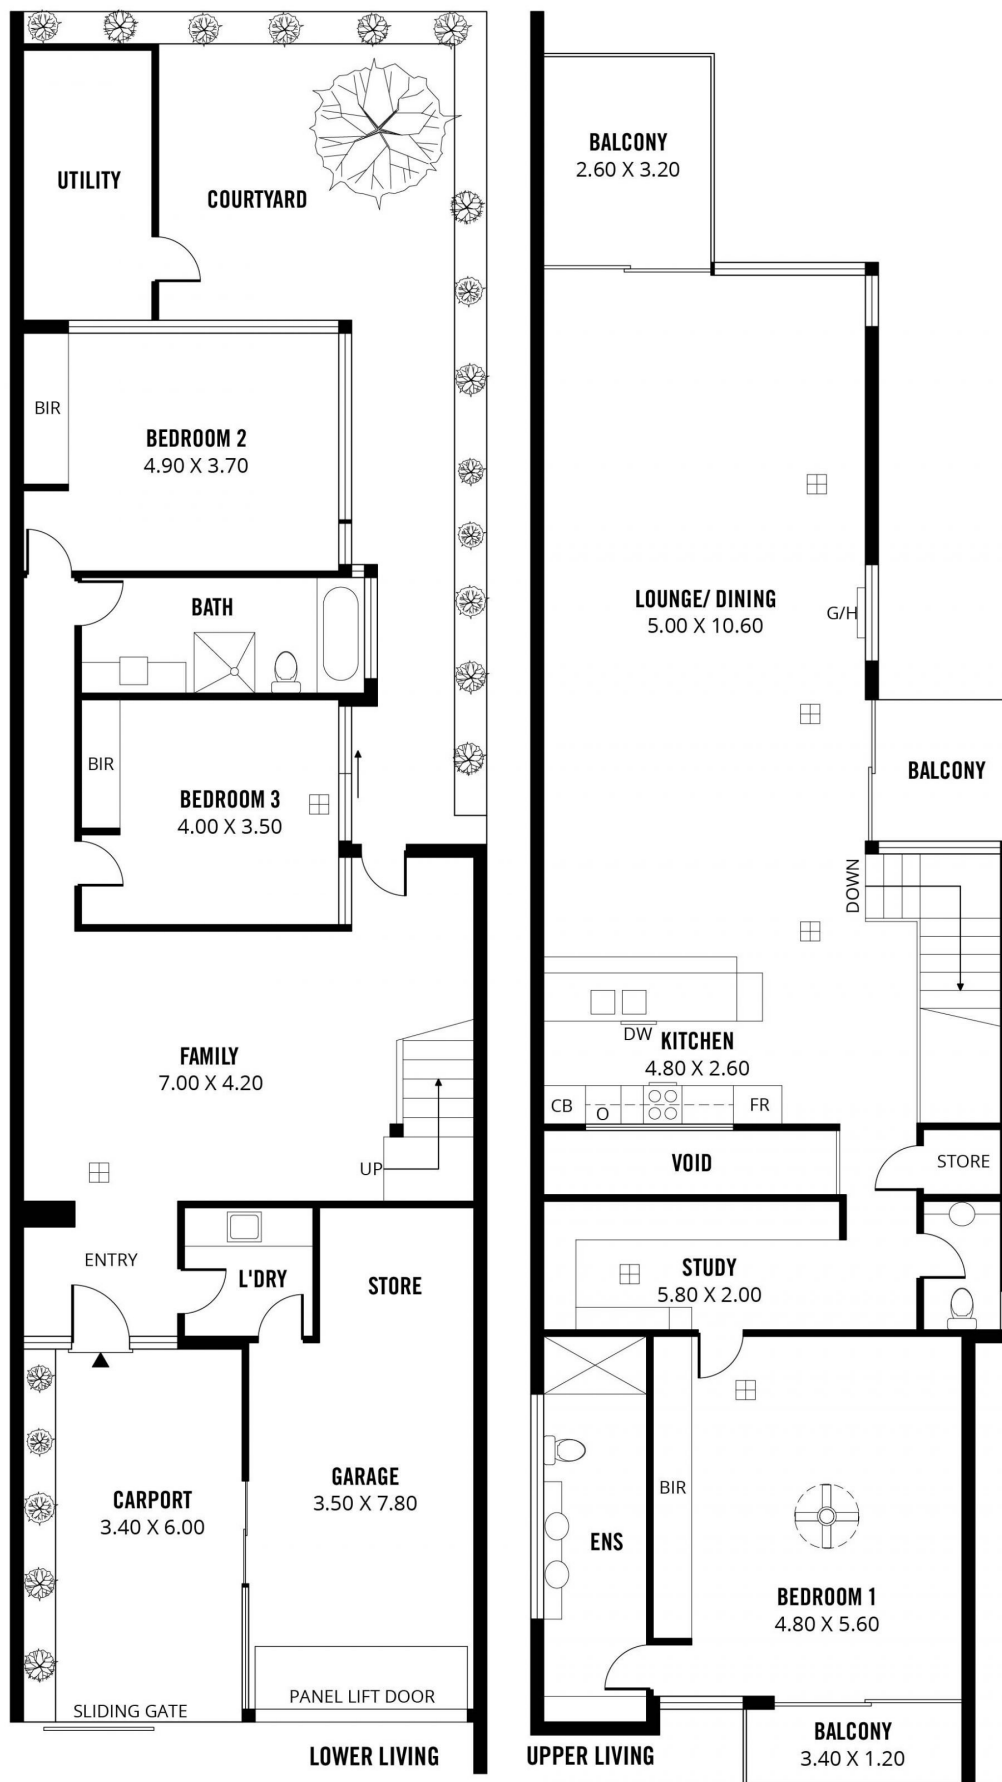 UTILITY
COURTYARD
BIR
BEDROOM 2
4.90 X 3.70
BATH
BIR
BEDROOM 3
4.00 X 3.50
FAMILY
7.00 X 4.20
UP
ENTRY
L'DRY
STORE
CARPORT
3.40 X 6.00
GARAGE
3.50 X 7.80
SLIDING GATE
PANEL LIFT DOOR
LOWER LIVING
BALCONY
2.60 X 3.20
LOUNGE/ DINING
5.00 X 10.60
G/H
BALCONY
DOWN
DW
KITCHEN
4.80 X 2.60
CB
O
FR
VOID
STORE
STUDY
5.80 X 2.00
BIR
ENS
BEDROOM 1
4.80 X 5.60
BALCONY
3.40 X 1.20
UPPER LIVING